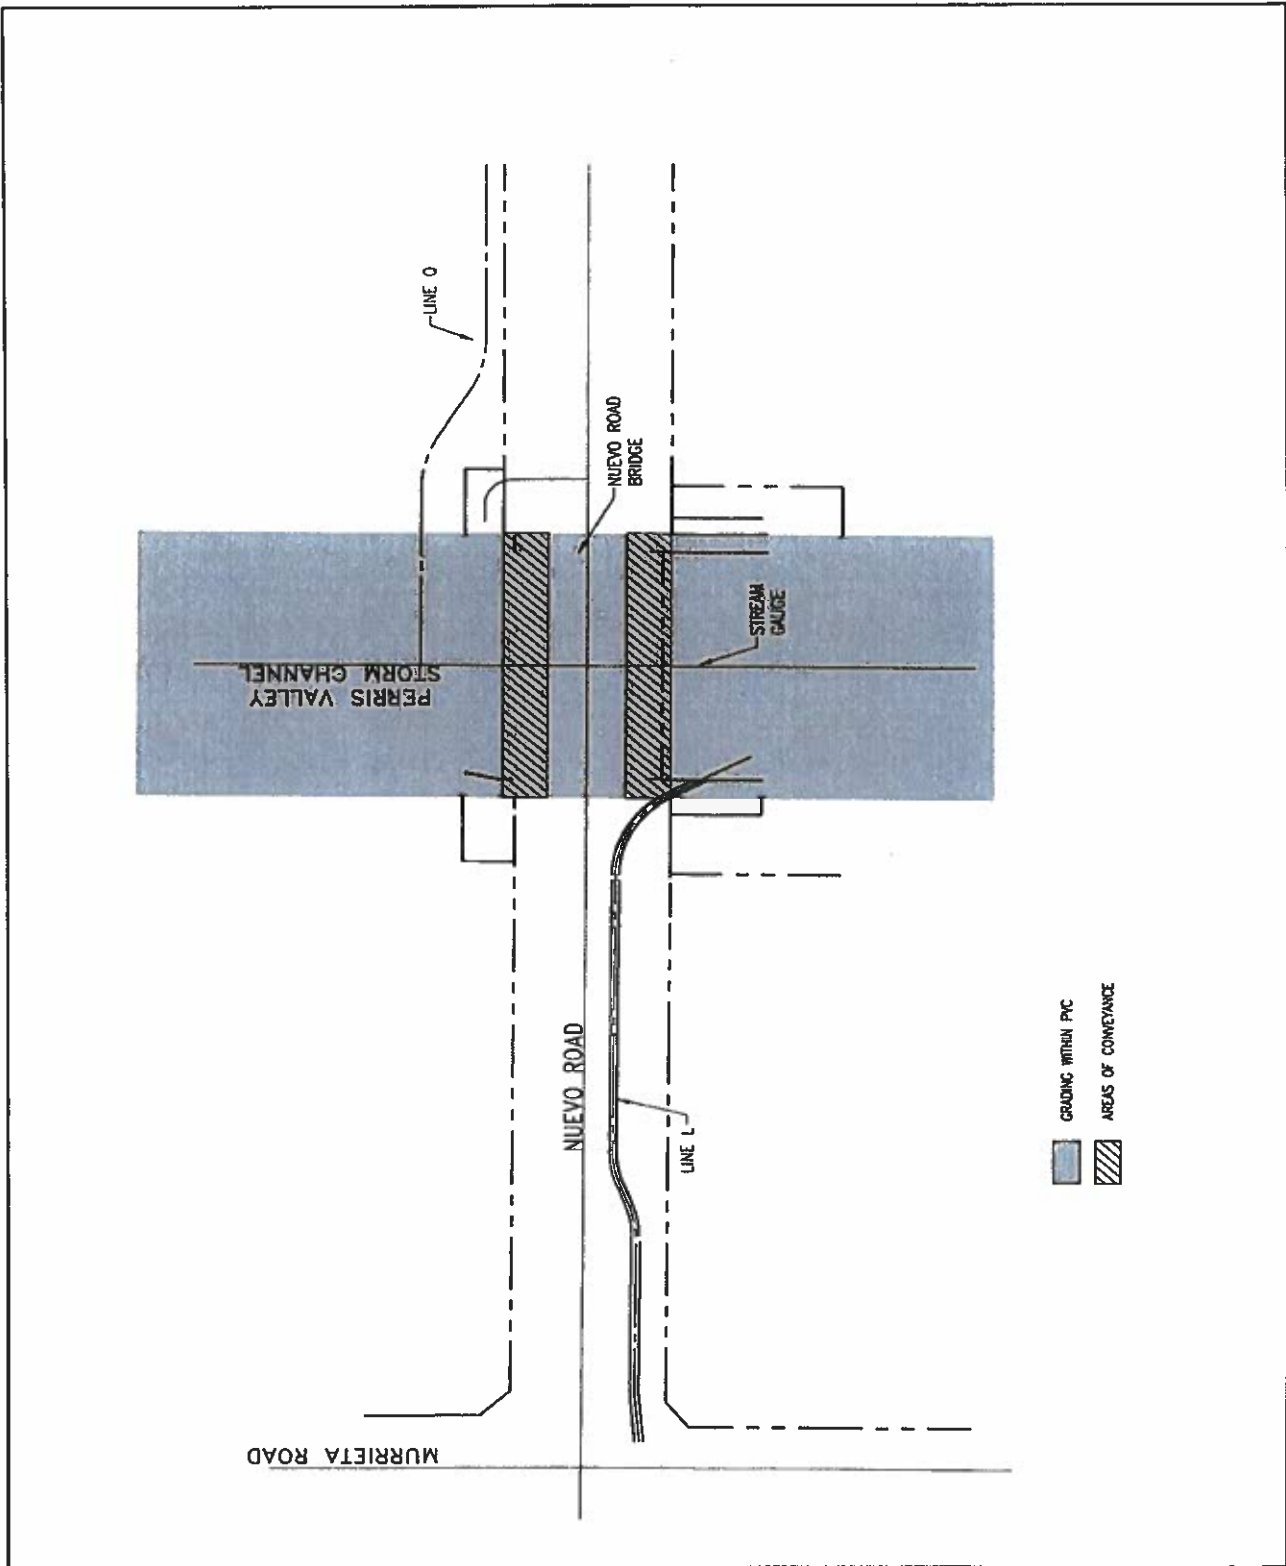 LINE O
NUEVO ROAD
BRIDGE
STREAM
GAUGE
PERRIS VALLEY
STORM CHANNEL
NUEVO ROAD
LINE L
MURRIETA ROAD
GRADING WITHIN PVC
AREAS OF CONVEYANCE